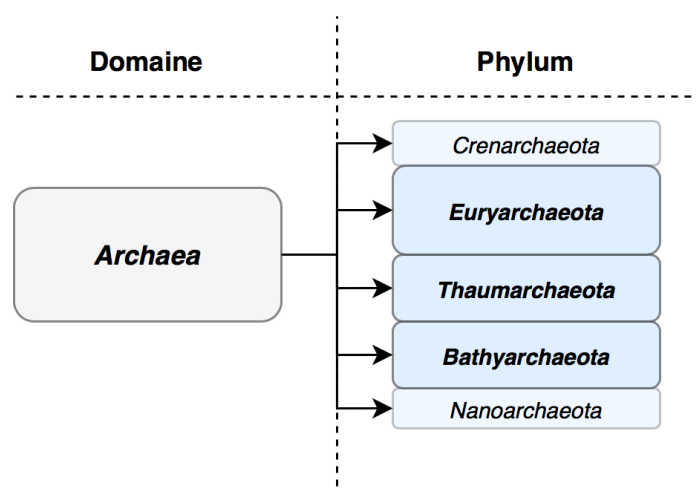 Domaine
Phylum
Archaea
Crenarchaeota
Euryarchaeota
Thaumarchaeota
Bathyarchaeota
Nanoarchaeota